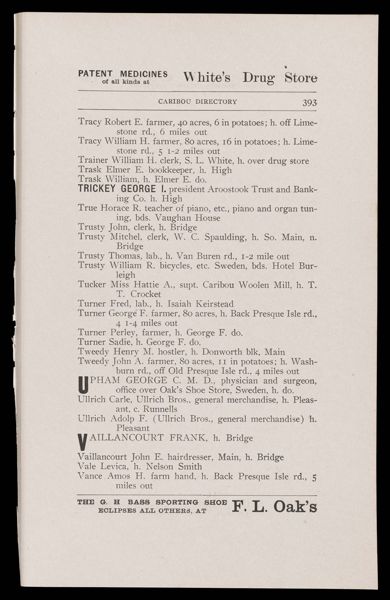 PATENT MEDICINES
of all kinds at
White's Drug Store
CARIBOU DIRECTORY 393
Tracy Robert E. farmer, 40 acres, 6 in potatoes; h. off Lime-
stone rd., 6 miles out
Tracy William H. farmer, 80 acres, 16 in potatoes; h. Lime-
stone rd., 5 1-2 miles out
Trainer William H. clerk, S. L. White, h. over drug store
Trask Elmer E. bookkeeper, h. High
Trask William, h. Elmer E. do.
TRICKEY GEORGE I. president Aroostook Trust and Bank-
ing Co. h. High
True Horace R. teacher of piano, etc., piano and organ tun-
ing, bds. Vaughan House
Trusty John, clerk, h. Bridge
Trusty Mitchel, clerk, W. C. Spaulding, h. So. Main, n.
Bridge
Trusty Thomas, lab., h. Van Buren rd., 1-2 mile out
Trusty William R. bicycles, etc. Sweden, bds. Hotel Bur-
leigh
Tucker Miss Hattie A., supt. Caribou Woolen Mill, h. T.
T. Crocket
Turner Fred, lab., h. Isaiah Keirstead
Turner George F. farmer, 80 acres, h. Back Presque Isle rd.,
4 1-4 miles out
Turner Perley, farmer, h. George F. do.
Turner Sadie, h. George F. do.
Tweedy Henry M. hostler, h. Donworth blk, Main
Tweedy John A. farmer, 80 acres, 11 in potatoes; h. Wash-
burn rd., off Old Presque Isle rd., 4 miles out
UPHAM GEORGE C. M. D., physician and surgeon,
office over Oak's Shoe Store, Sweden, h. do.
Ullrich Carle, Ullrich Bros., general merchandise, h. Pleas-
ant, c. Runnells
Ullrich Adolp F. (Ullrich Bros., general merchandise) h.
Pleasant
VAILLANCOURT FRANK, h. Bridge
Vaillancourt John E. hairdresser, Main, h. Bridge
Vale Levica, h. Nelson Smith
Vance Amos H. farm hand, h. Back Presque Isle rd., 5
miles out
THE G. H BASS SPORTING SHOE
ECLIPSES ALL OTHERS, AT
F. L. Oak's